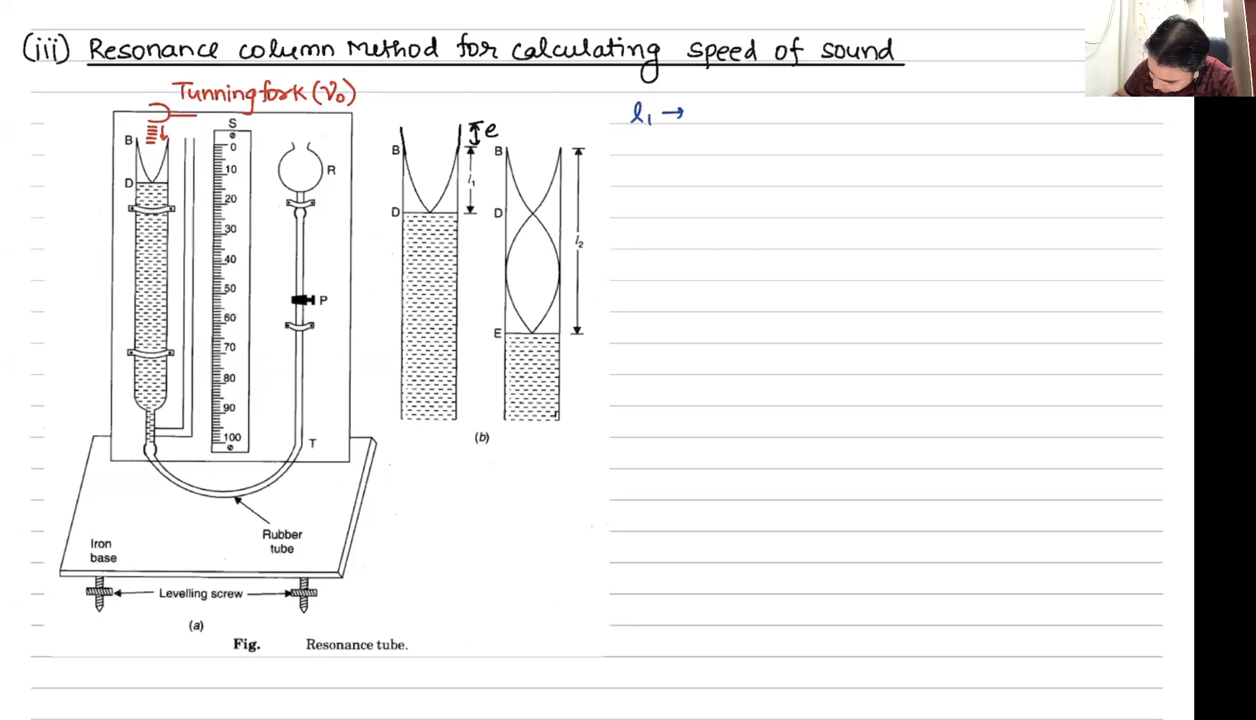 (iii) Resonance column Method for calculating speed of sound
Tunning fork (ν₀)
l₁ →
S
B
D
0
10
20
30
40
50
60
70
80
90
100
R
P
T
Rubber
tube
Iron
base
Levelling screw
(a)
B
D
e
l₁
B
D
E
l₂
(b)
Fig. Resonance tube.